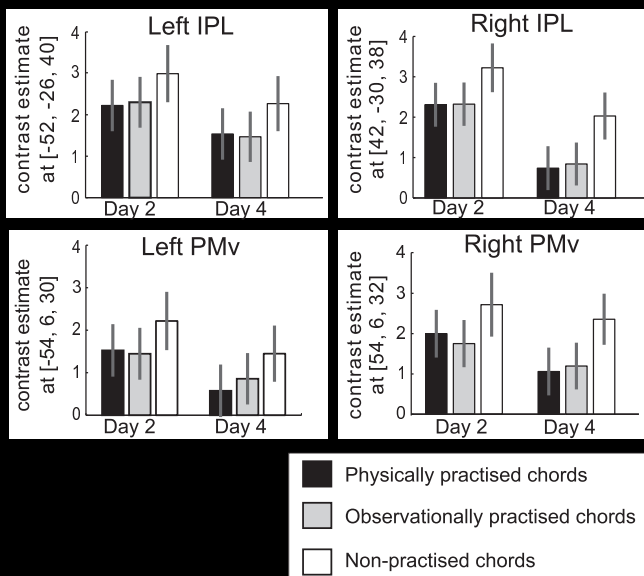 Left IPL
contrast estimate
at [-52, -26, 40]
4
3
2
1
0
Day 2
Day 4
Right IPL
contrast estimate
at [42, -30, 38]
4
3
2
1
0
Day 2
Day 4
Left PMv
contrast estimate
at [-54, 6, 30]
4
3
2
1
0
Day 2
Day 4
Right PMv
contrast estimate
at [54, 6, 32]
4
3
2
1
0
Day 2
Day 4
Physically practised chords
Observationally practised chords
Non-practised chords